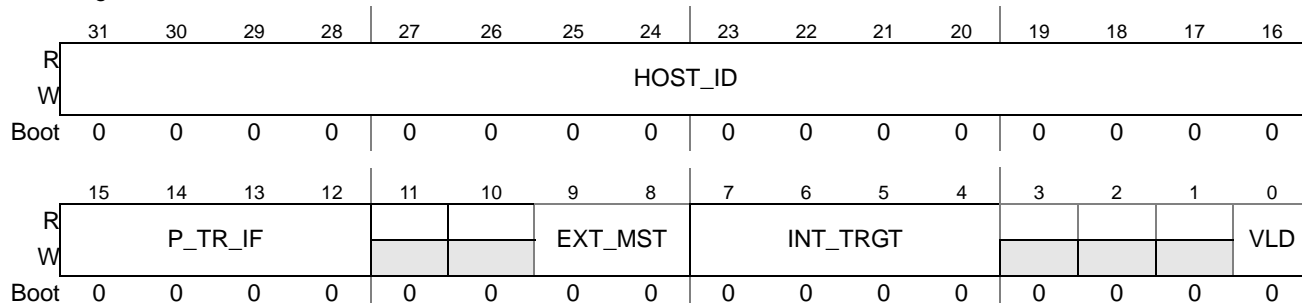 31 30 29 28 27 26 25 24 23 22 21 20 19 18 17 16
R
HOST_ID
W
Boot 0 0 0 0 0 0 0 0 0 0 0 0 0 0 0 0
15 14 13 12 11 10 9 8 7 6 5 4 3 2 1 0
R
P_TR_IF EXT_MST INT_TRGT VLD
W
Boot 0 0 0 0 0 0 0 0 0 0 0 0 0 0 0 0